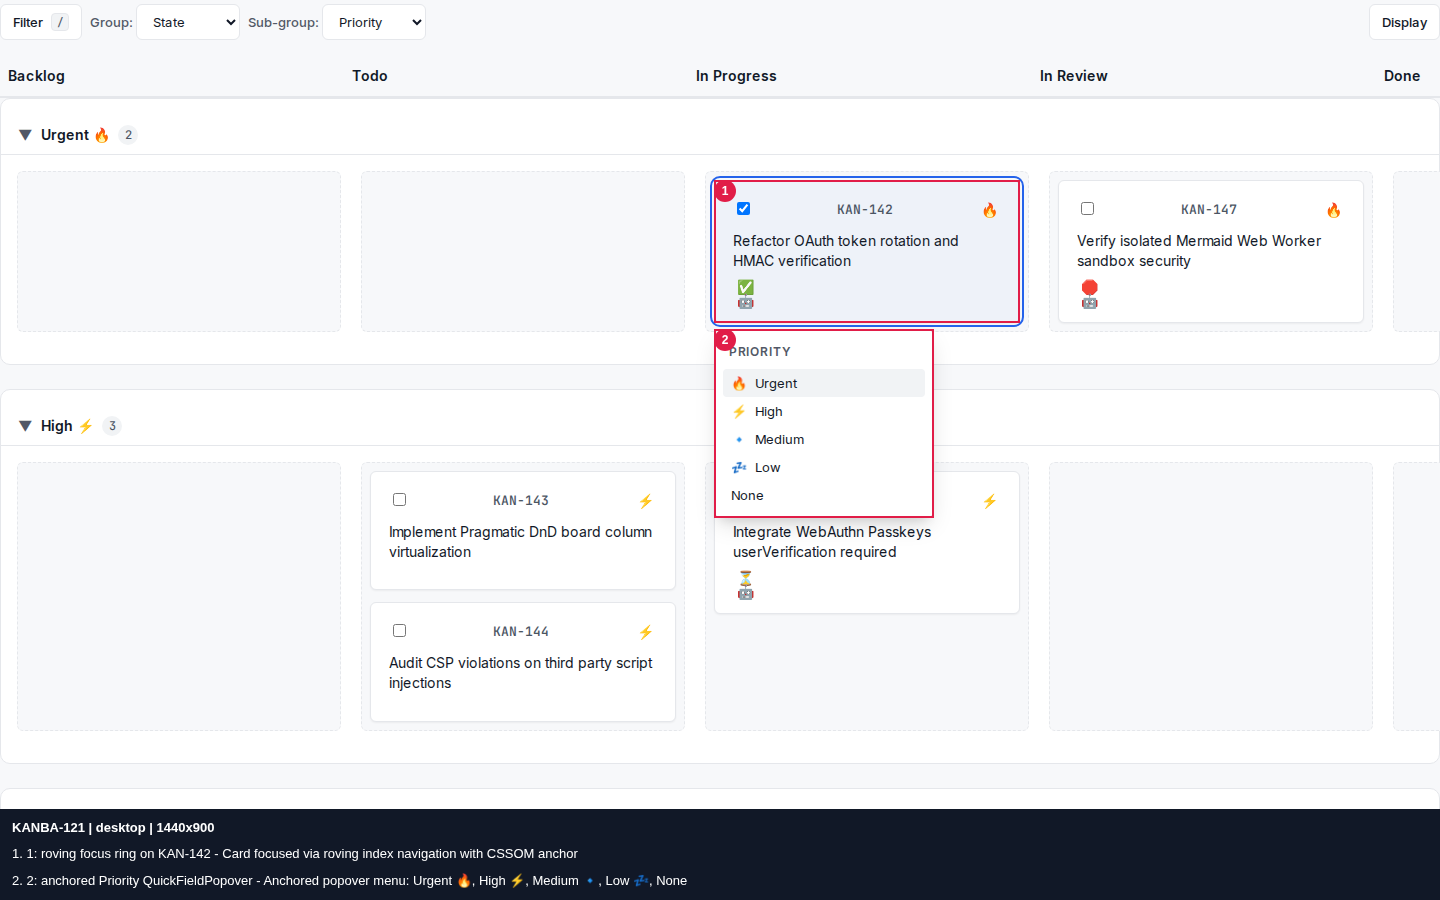 Filter / Group: State Sub-group: Priority Display
Backlog Todo In Progress In Review Done
▼ Urgent 🔥 2
1
KAN-142 🔥
Refactor OAuth token rotation and
HMAC verification
✅
🤖
KAN-147 🔥
Verify isolated Mermaid Web Worker
sandbox security
🛑
🤖
2
PRIORITY
🔥 Urgent
⚡ High
🔹 Medium
💤 Low
None
▼ High ⚡ 3
KAN-143 ⚡
Implement Pragmatic DnD board column
virtualization
KAN-144 ⚡
Audit CSP violations on third party script
injections
⚡
Integrate WebAuthn Passkeys
userVerification required
⏳
🤖
KANBA-121 | desktop | 1440x900
1. 1: roving focus ring on KAN-142 - Card focused via roving index navigation with CSSOM anchor
2. 2: anchored Priority QuickFieldPopover - Anchored popover menu: Urgent 🔥, High ⚡, Medium 🔹, Low 💤, None